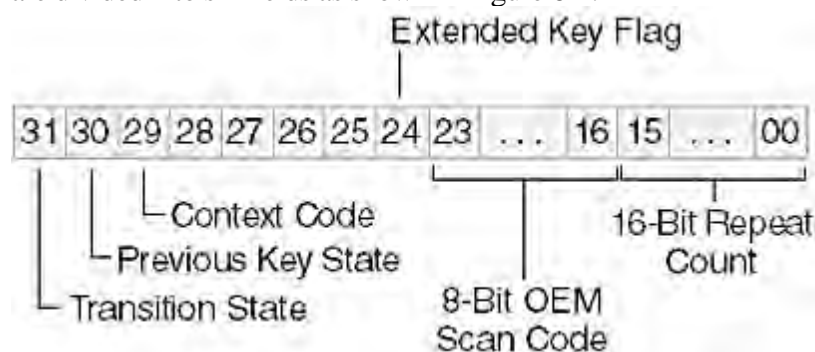 Extended Key Flag
31 30 29 28 27 26 25 24 23 ... 16 15 ... 00
Context Code
Previous Key State
Transition State
16-Bit Repeat
Count
8-Bit OEM
Scan Code